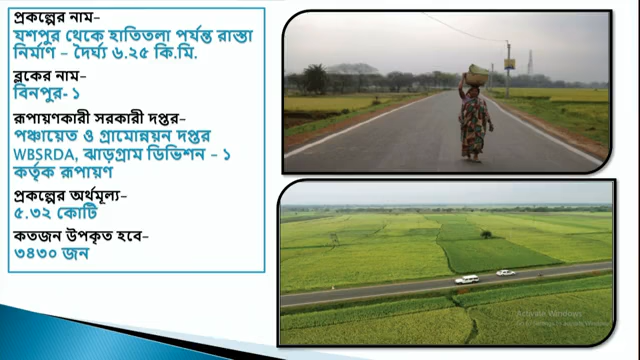 প্রকল্পের নাম–
যশপুর থেকে হাতিতলা পর্যন্ত রাস্তা
নির্মাণ – দৈর্ঘ্য ৬.২৫ কি.মি.
ব্লকের নাম–
বিনপুর- ১
রূপায়ণকারী সরকারী দপ্তর–
পঞ্চায়েত ও গ্রামোন্নয়ন দপ্তর
WBSRDA, ঝাড়গ্রাম ডিভিশন – ১
কর্তৃক রূপায়ণ
প্রকল্পের অর্থমূল্য–
৫.৩২ কোটি
কতজন উপকৃত হবে–
৩৪৩০ জন
Activate Windows